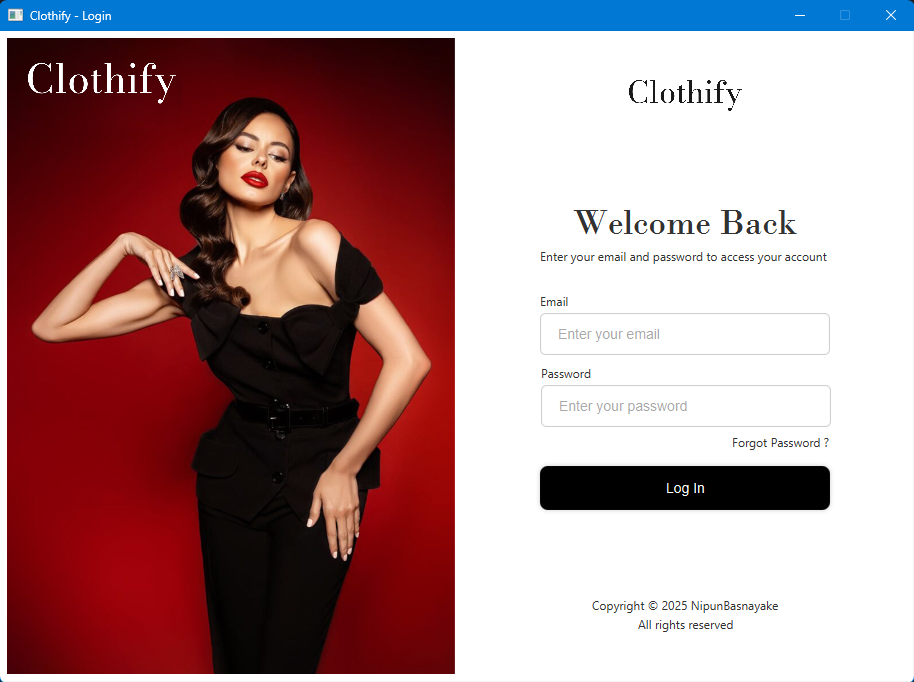 Clothify - Login
Clothify
Clothify
Welcome Back
Enter your email and password to access your account
Email
Enter your email
Password
Enter your password
Forgot Password ?
Log In
Copyright © 2025 NipunBasnayake
All rights reserved